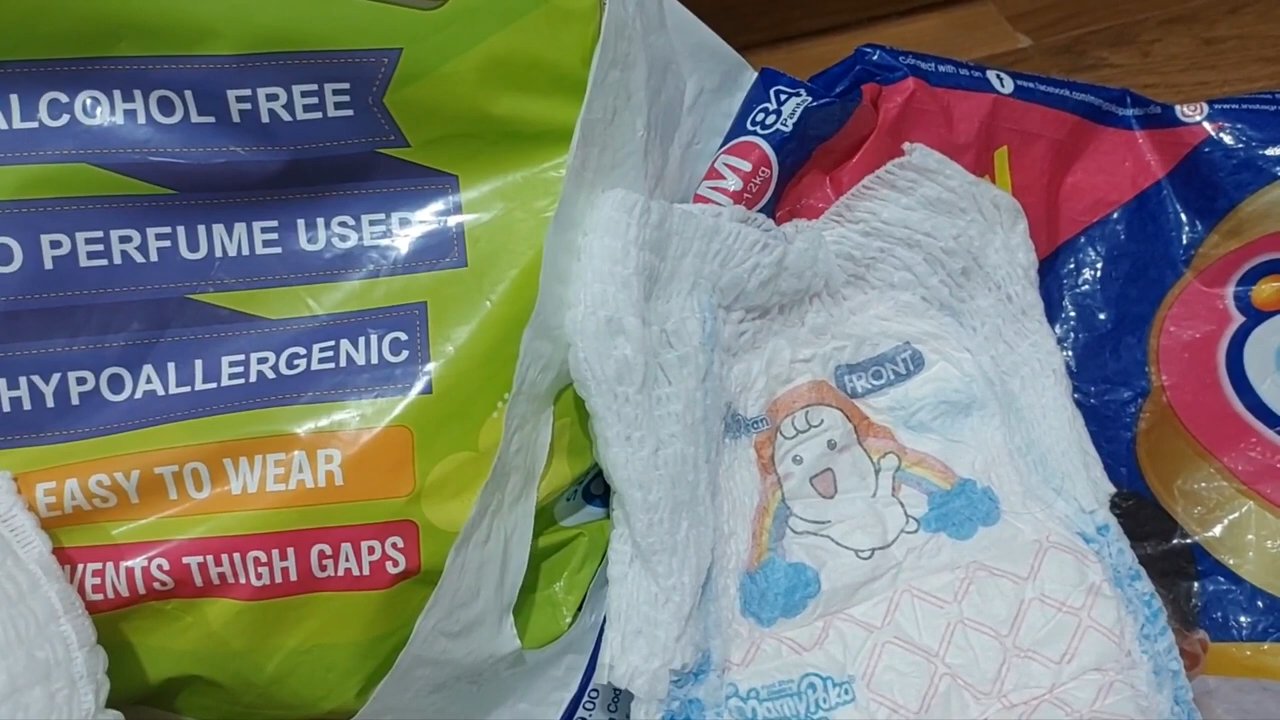 ALCOHOL FREE
PERFUME USED
HYPOALLERGENIC
EASY TO WEAR
VENTS THIGH GAPS
Connect with us on
84
Pants
M
12kg
FRONT
MamyPoko